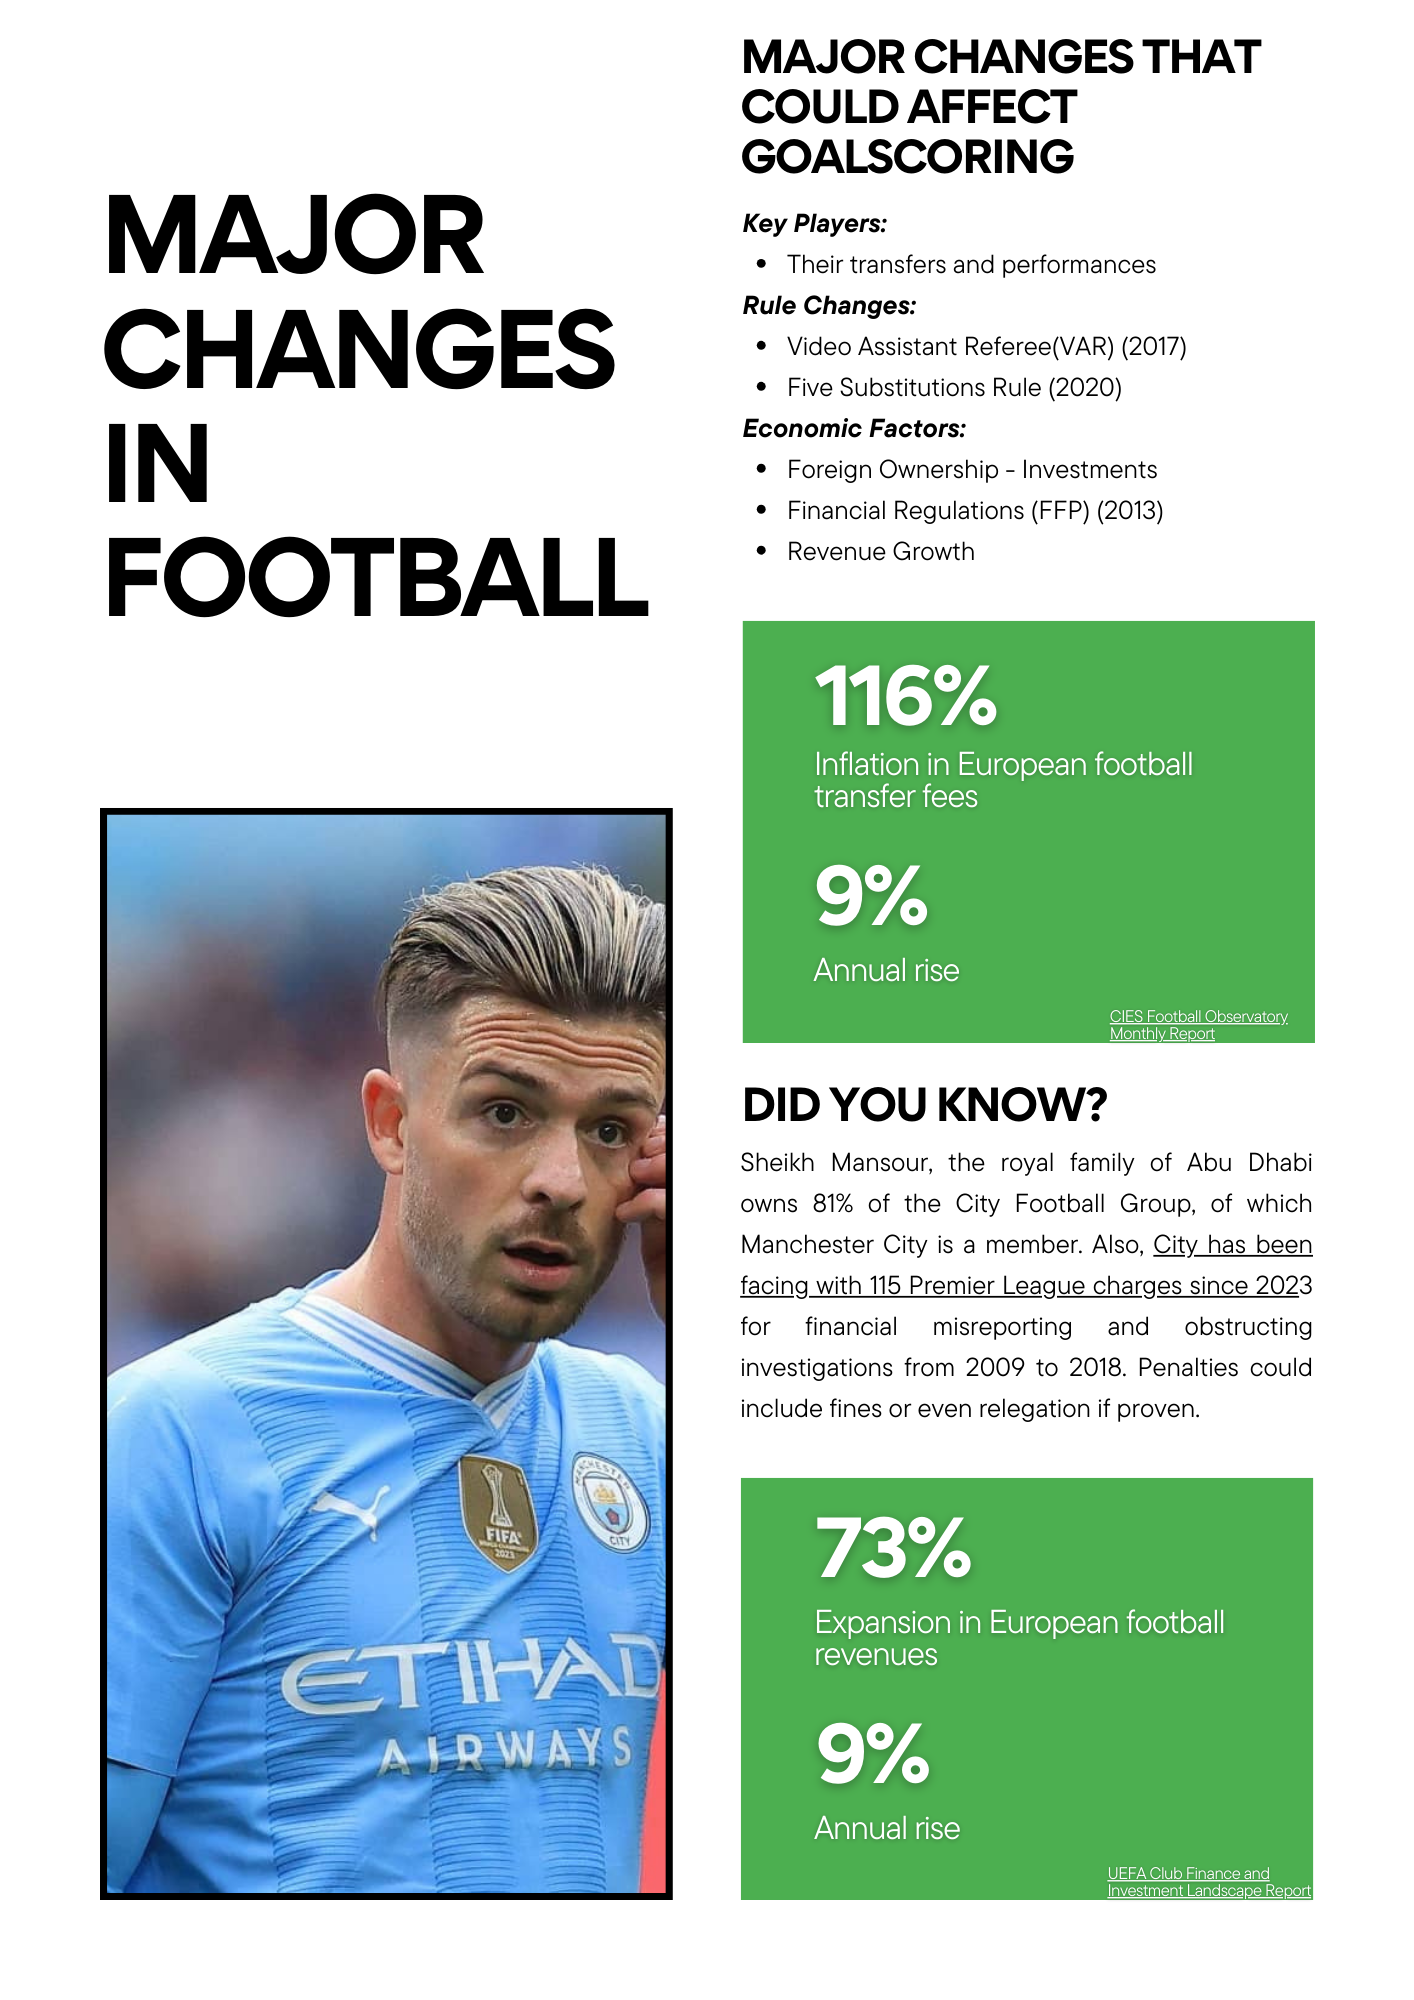 MAJOR
CHANGES
IN
FOOTBALL
MAJOR CHANGES THAT
COULD AFFECT
GOALSCORING
Key Players:
• Their transfers and performances
Rule Changes:
• Video Assistant Referee(VAR) (2017)
• Five Substitutions Rule (2020)
Economic Factors:
• Foreign Ownership - Investments
• Financial Regulations (FFP) (2013)
• Revenue Growth
116%
Inflation in European football
transfer fees
9%
Annual rise
CIES Football Observatory
Monthly Report
DID YOU KNOW?
Sheikh Mansour, the royal family of Abu Dhabi
owns 81% of the City Football Group, of which
Manchester City is a member. Also, City has been
facing with 115 Premier League charges since 2023
for financial misreporting and obstructing
investigations from 2009 to 2018. Penalties could
include fines or even relegation if proven.
73%
Expansion in European football
revenues
9%
Annual rise
UEFA Club Finance and
Investment Landscape Report
FIFA
WORLD CHAMPIONS
2023
MANCHESTER
CITY
ETIHAD
AIRWAYS